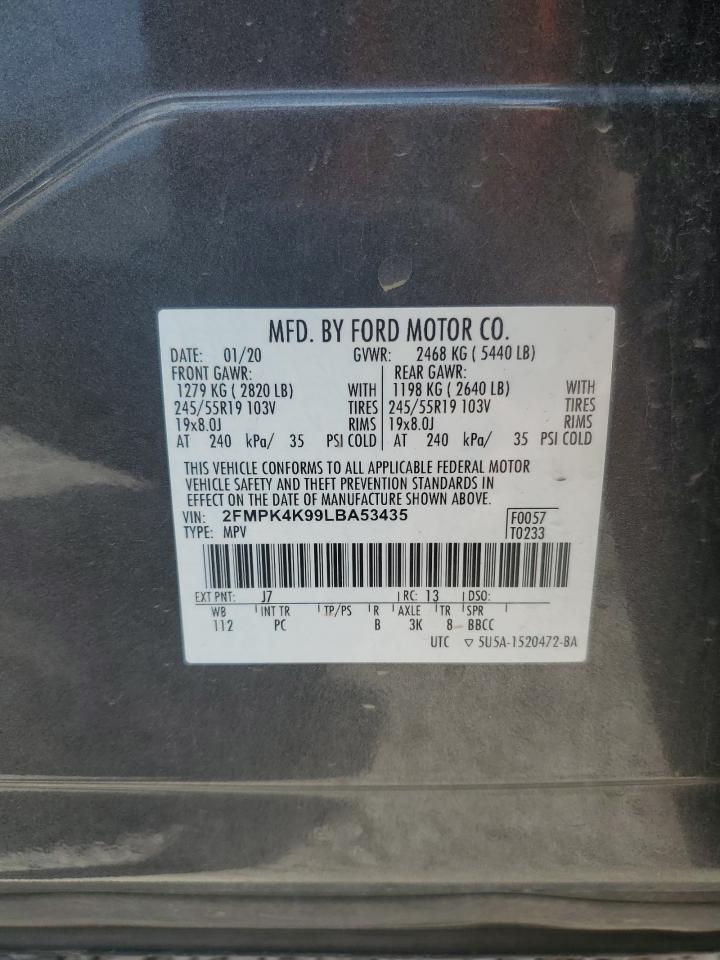 MFD. BY FORD MOTOR CO.
DATE: 01/20 GVWR: 2468 KG ( 5440 LB)
FRONT GAWR: REAR GAWR:
1279 KG ( 2820 LB) WITH 1198 KG ( 2640 LB) WITH
245/55R19 103V TIRES 245/55R19 103V TIRES
19x8.0J RIMS 19x8.0J RIMS
AT 240 kPa/ 35 PSI COLD AT 240 kPa/ 35 PSI COLD
THIS VEHICLE CONFORMS TO ALL APPLICABLE FEDERAL MOTOR
VEHICLE SAFETY AND THEFT PREVENTION STANDARDS IN
EFFECT ON THE DATE OF MANUFACTURE SHOWN ABOVE.
VIN: 2FMPK4K99LBA53435 F0057
TYPE: MPV T0233
EXT PNT: J7 RC: 13 DSO:
WB INT TR TP/PS R AXLE TR SPR
112 PC B 3K 8 BBCC
UTC ▽ 5U5A-1520472-BA